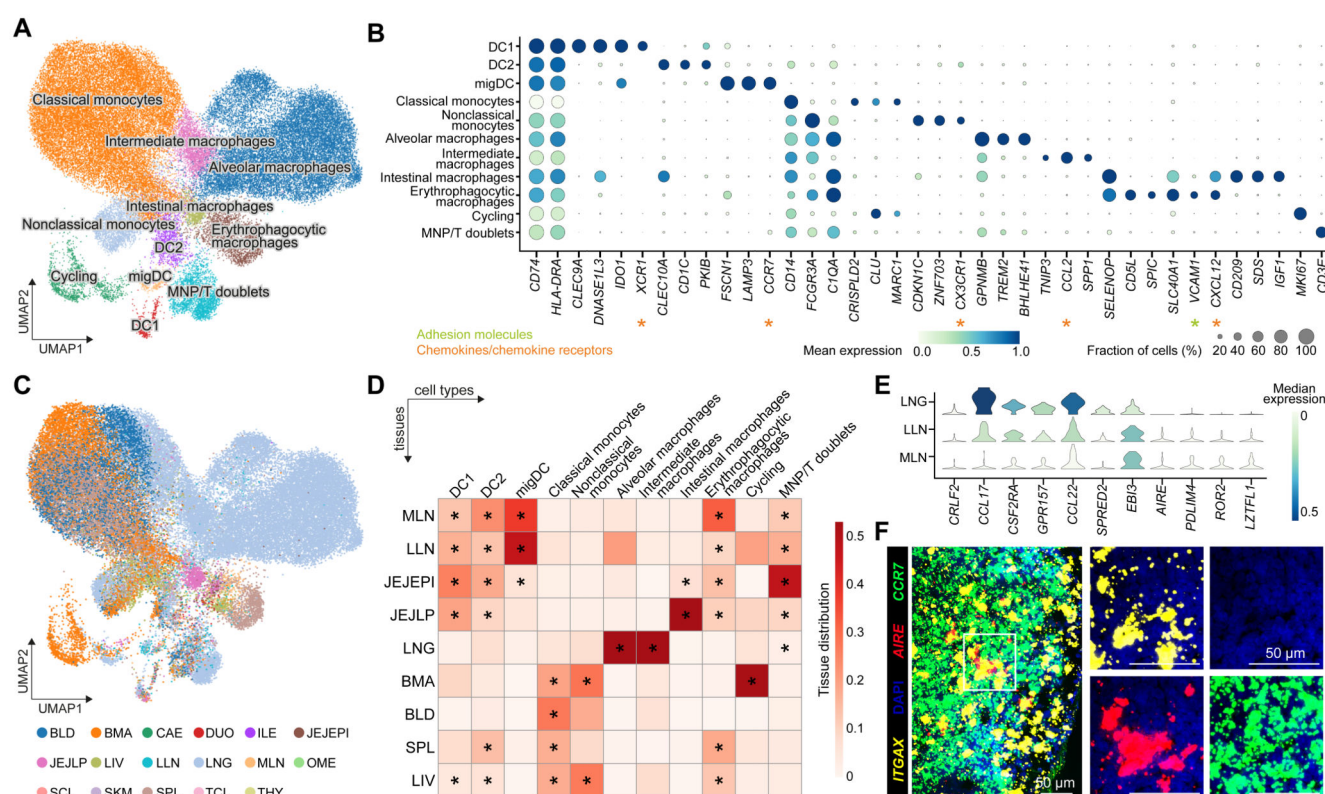 A
Classical monocytes
Intermediate macrophages
Alveolar macrophages
Intestinal macrophages
Nonclassical monocytes
Erythrophagocytic
macrophages
DC2
Cycling
migDC
MNP/T doublets
DC1
UMAP2
UMAP1
B
DC1
DC2
migDC
Classical monocytes
Nonclassical
monocytes
Alveolar macrophages
Intermediate
macrophages
Intestinal macrophages
Erythrophagocytic
macrophages
Cycling
MNP/T doublets
CD74
HLA-DRA
CLEC9A
DNASE1L3
IDO1
XCR1
CLEC10A
CD1C
PKIB
FSCN1
LAMP3
CCR7
CD14
FCGR3A
C1QA
CRISPLD2
CLU
MARC1
CDKN1C
ZNF703
CX3CR1
GPNMB
TREM2
BHLHE41
TNIP3
CCL2
SPP1
SELENOP
CD5L
SPIC
SLC40A1
VCAM1
CXCL12
CD209
SDS
IGF1
MKI67
* * * * * *
Adhesion molecules
Chemokines/chemokine receptors
Mean expression
0.0 0.5 1.0
Fraction of cells (%)
20 40 60 80 100
C
UMAP2
UMAP1
BLD BMA CAE DUO ILE JEJEPI
JEJLP LIV LLN LNG MLN OME
SCL SKM SPL TCL THY
D
cell types
tissues
DC1
DC2
migDC
Classical monocytes
Nonclassical
monocytes
Alveolar macrophages
Intermediate
macrophages
Intestinal macrophages
Erythrophagocytic
macrophages
Cycling
MNP/T doublets
MLN * * * * *
LLN * * * * *
JEJEPI * * * * * *
JEJLP * * * * *
LNG * * *
BMA * * *
BLD *
SPL * * *
LIV * * * * *
Tissue distribution
0.5
0.4
0.3
0.2
0.1
0
E
LNG
LLN
MLN
CRLF2
CCL17
CSF2RA
GPR157
CCL22
SPRED2
EBI3
AIRE
PDLIM4
ROR2
LZTFL1
Median
expression
0
0.5
F
ITGAX DAPI AIRE CCR7
50 µm
50 µm